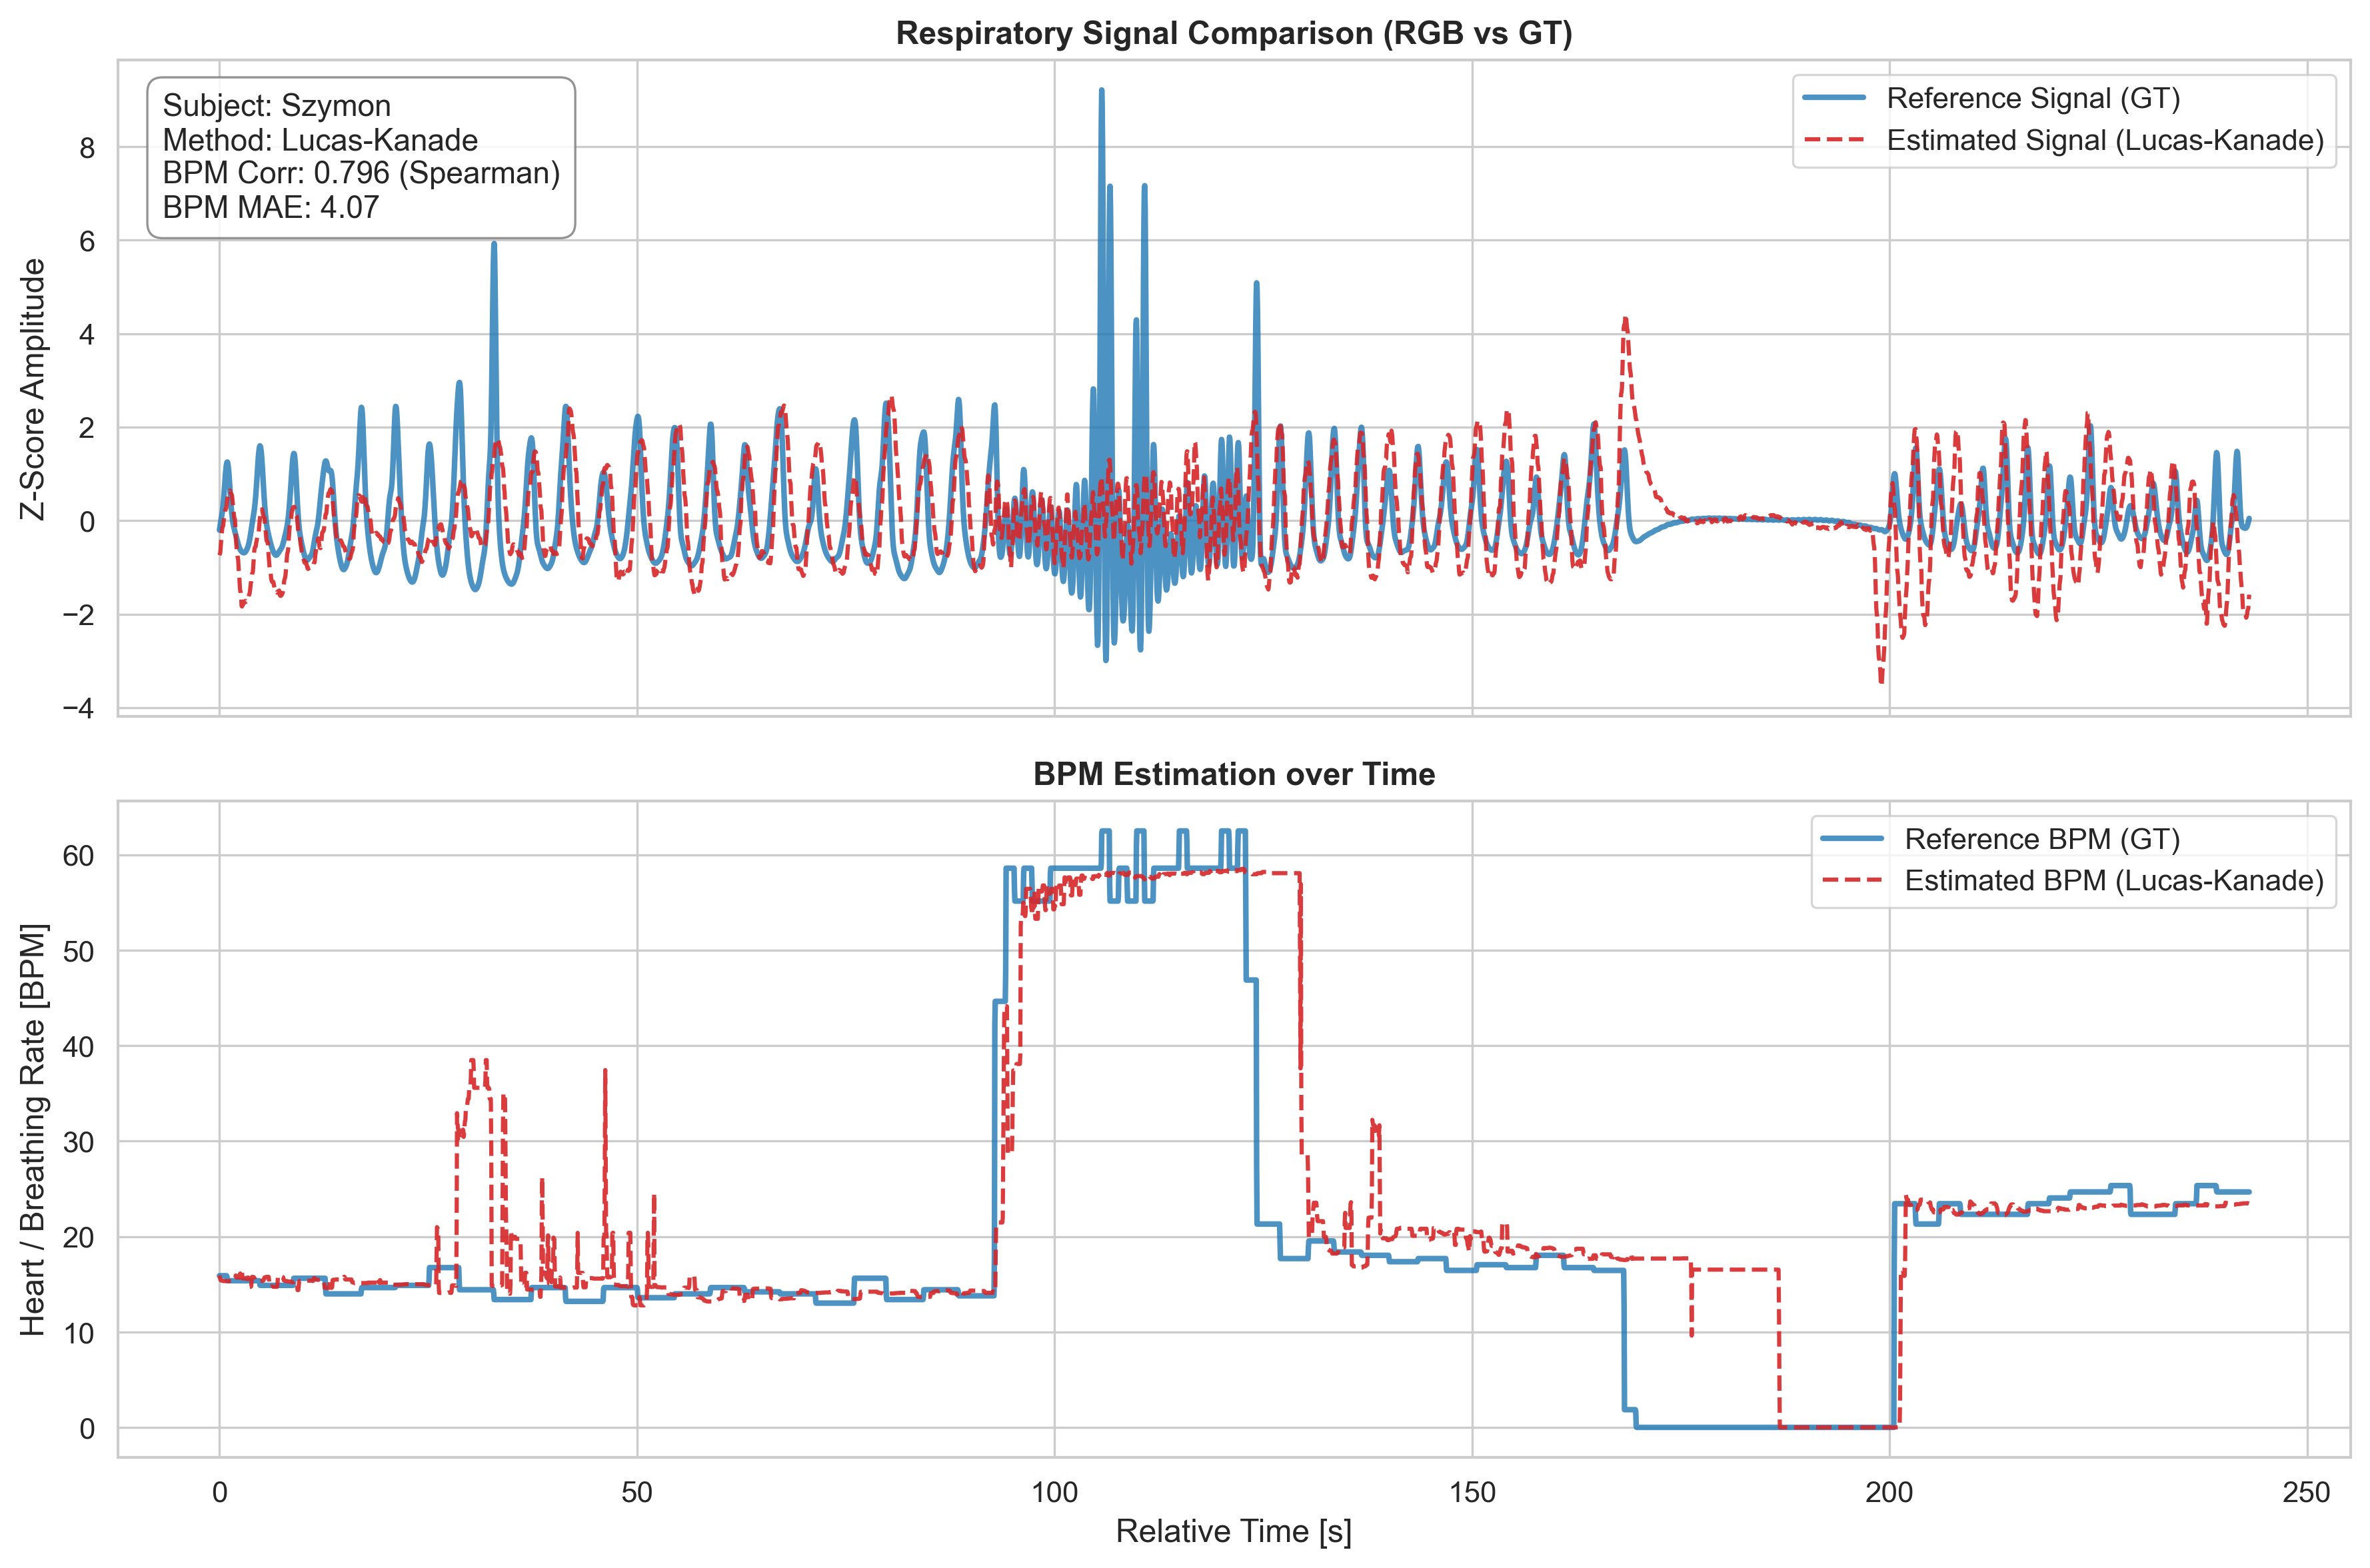 Respiratory Signal Comparison (RGB vs GT)
Subject: Szymon
Method: Lucas-Kanade
BPM Corr: 0.796 (Spearman)
BPM MAE: 4.07
Reference Signal (GT)
Estimated Signal (Lucas-Kanade)
Z-Score Amplitude
8
6
4
2
0
−2
−4
BPM Estimation over Time
Reference BPM (GT)
Estimated BPM (Lucas-Kanade)
Heart / Breathing Rate [BPM]
60
50
40
30
20
10
0
0 50 100 150 200 250
Relative Time [s]